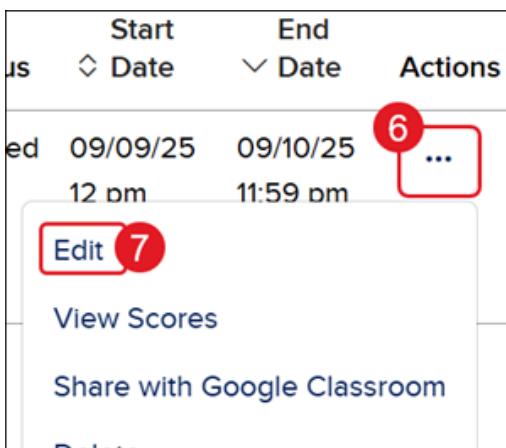 Start End
us Date Date Actions
6
ed 09/09/25 09/10/25 ...
12 pm 11:59 pm
Edit 7
View Scores
Share with Google Classroom